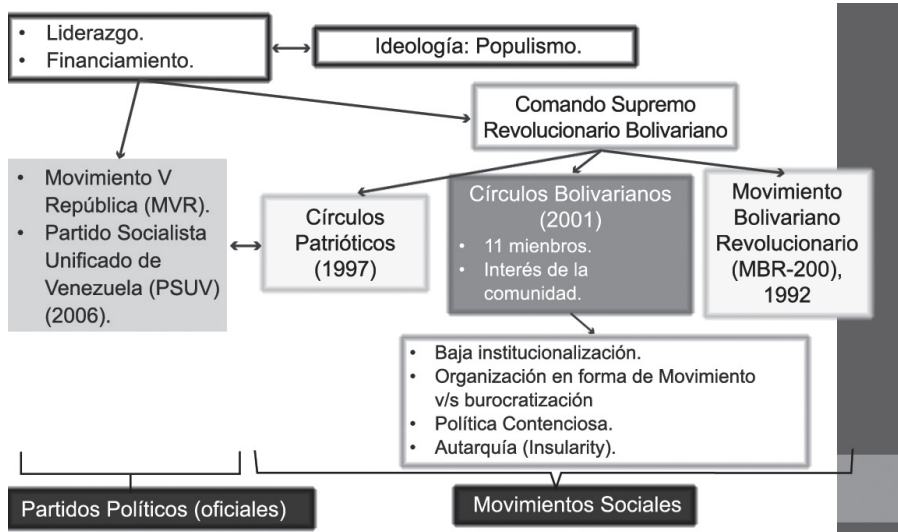 • Liderazgo.
• Financiamiento.
Ideología: Populismo.
Comando Supremo
Revolucionario Bolivariano
• Movimiento V
República (MVR).
• Partido Socialista
Unificado de
Venezuela (PSUV)
(2006).
Círculos
Patrióticos
(1997)
Círculos Bolivarianos
(2001)
• 11 mienbros.
• Interés de la
comunidad.
Movimiento
Bolivariano
Revolucionario
(MBR-200),
1992
• Baja institucionalización.
• Organización en forma de Movimiento
v/s burocratización
• Política Contenciosa.
• Autarquía (Insularity).
Partidos Políticos (oficiales)
Movimientos Sociales